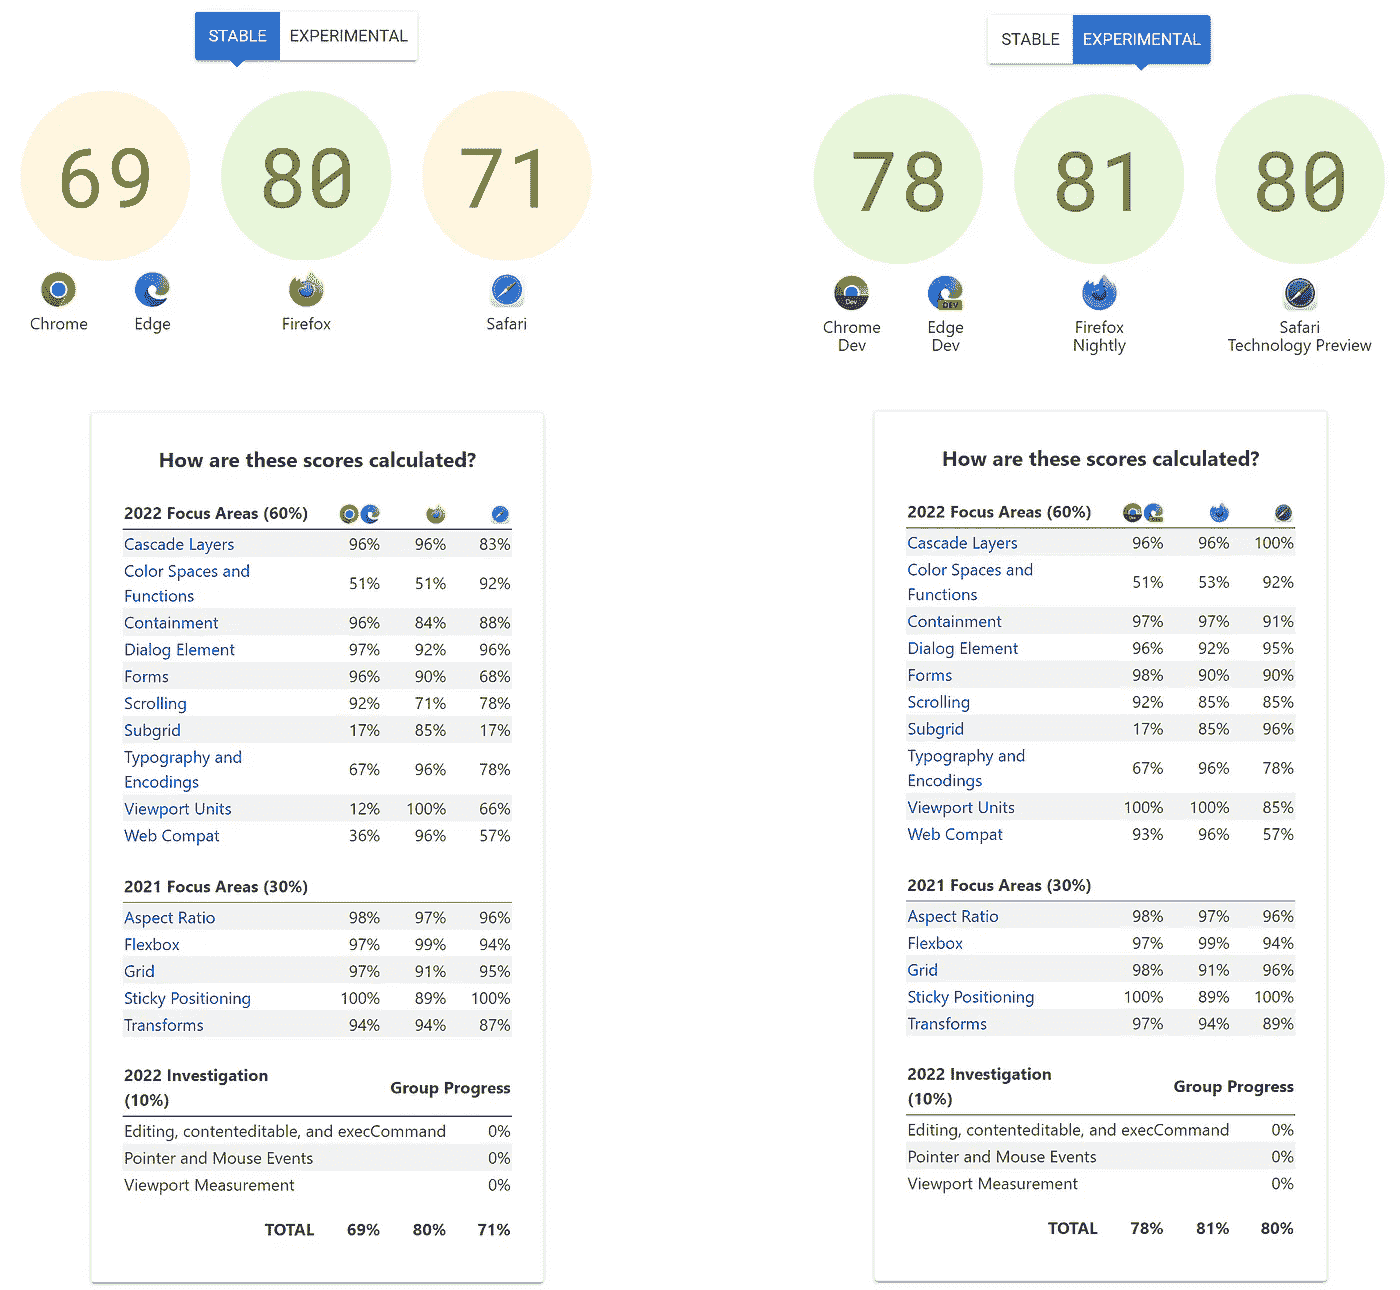 STABLE EXPERIMENTAL
69 80 71
Chrome Edge Firefox Safari
How are these scores calculated?
2022 Focus Areas (60%)
Cascade Layers 96% 96% 83%
Color Spaces and
Functions 51% 51% 92%
Containment 96% 84% 88%
Dialog Element 97% 92% 96%
Forms 96% 90% 68%
Scrolling 92% 71% 78%
Subgrid 17% 85% 17%
Typography and
Encodings 67% 96% 78%
Viewport Units 12% 100% 66%
Web Compat 36% 96% 57%
2021 Focus Areas (30%)
Aspect Ratio 98% 97% 96%
Flexbox 97% 99% 94%
Grid 97% 91% 95%
Sticky Positioning 100% 89% 100%
Transforms 94% 94% 87%
2022 Investigation
(10%) Group Progress
Editing, contenteditable, and execCommand 0%
Pointer and Mouse Events 0%
Viewport Measurement 0%
TOTAL 69% 80% 71%
STABLE EXPERIMENTAL
78 81 80
Dev DEV
Chrome Edge Firefox Safari
Dev Dev Nightly Technology Preview
How are these scores calculated?
2022 Focus Areas (60%)
Cascade Layers 96% 96% 100%
Color Spaces and
Functions 51% 53% 92%
Containment 97% 97% 91%
Dialog Element 96% 92% 95%
Forms 98% 90% 90%
Scrolling 92% 85% 85%
Subgrid 17% 85% 96%
Typography and
Encodings 67% 96% 78%
Viewport Units 100% 100% 85%
Web Compat 93% 96% 57%
2021 Focus Areas (30%)
Aspect Ratio 98% 97% 96%
Flexbox 97% 99% 94%
Grid 98% 91% 96%
Sticky Positioning 100% 89% 100%
Transforms 97% 94% 89%
2022 Investigation
(10%) Group Progress
Editing, contenteditable, and execCommand 0%
Pointer and Mouse Events 0%
Viewport Measurement 0%
TOTAL 78% 81% 80%